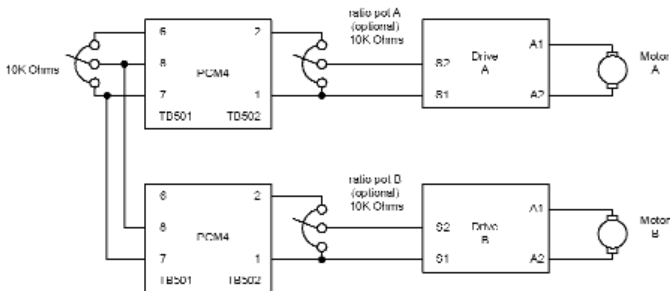 ratio pot A
(optional)
10K Ohms
6
2
A1
10K Ohms
8
S2
Drive
A
Motor
A
PCM4
7
1
S1
A2
TB501
TB502
ratio pot B
(optional)
10K Ohms
6
2
A1
8
S2
Drive
B
Motor
B
PCM4
7
1
S1
A2
TB501
TB502